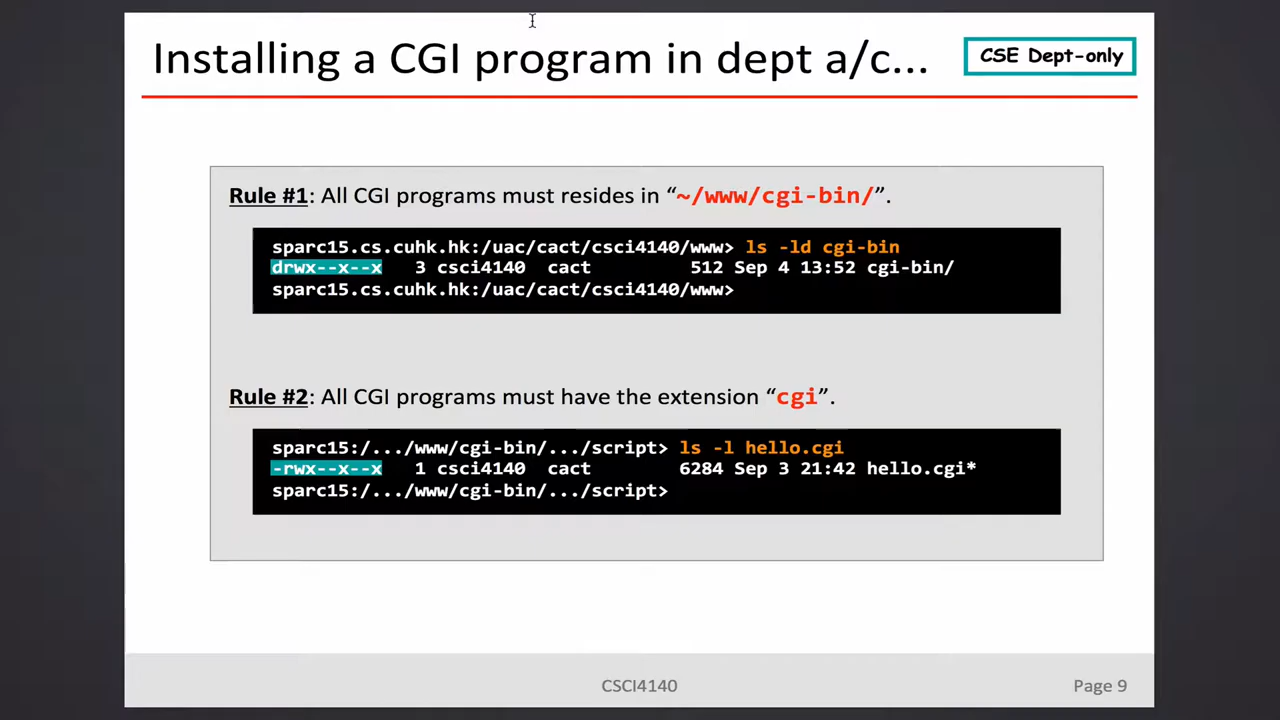 Installing a CGI program in dept a/c...
CSE Dept-only
Rule #1: All CGI programs must resides in “~/www/cgi-bin/”.
sparc15.cs.cuhk.hk:/uac/cact/csci4140/www> ls -ld cgi-bin
drwx--x--x 3 csci4140 cact 512 Sep 4 13:52 cgi-bin/
sparc15.cs.cuhk.hk:/uac/cact/csci4140/www>
Rule #2: All CGI programs must have the extension “cgi”.
sparc15:/.../www/cgi-bin/.../script> ls -l hello.cgi
-rwx--x--x 1 csci4140 cact 6284 Sep 3 21:42 hello.cgi*
sparc15:/.../www/cgi-bin/.../script>
CSCI4140
Page 9